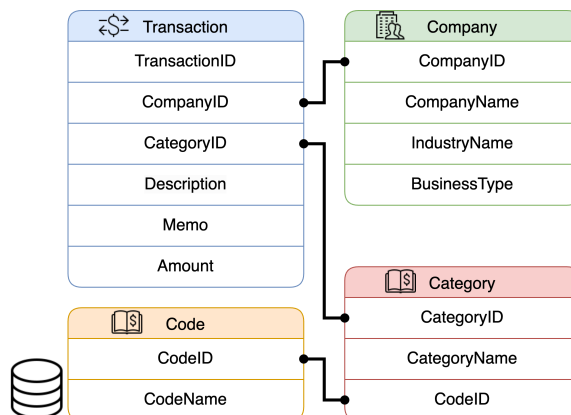 Transaction
TransactionID
CompanyID
CategoryID
Description
Memo
Amount
Company
CompanyID
CompanyName
IndustryName
BusinessType
Code
CodeID
CodeName
Category
CategoryID
CategoryName
CodeID